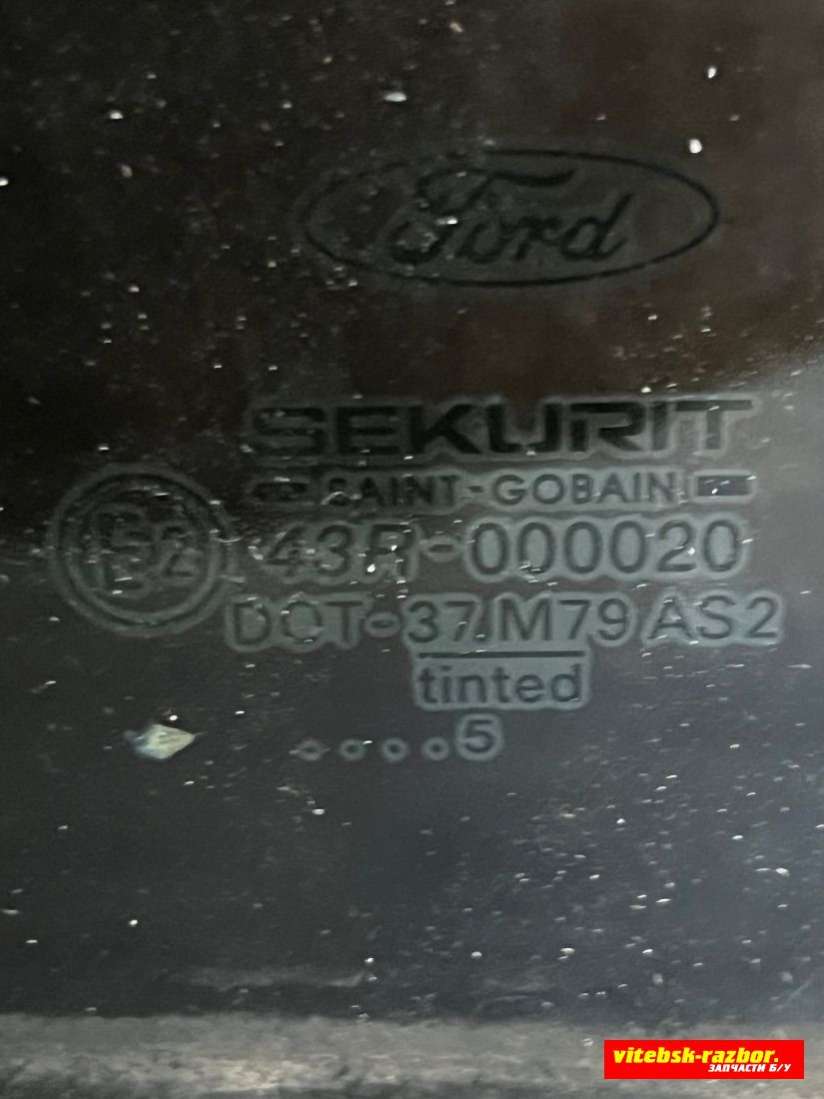 Ford
SEKURIT
SAINT-GOBAIN
E2
43R-000020
DOT-37 M79 AS2
tinted
....5
vitebsk-razbor.
ЗАПЧАСТИ Б/У